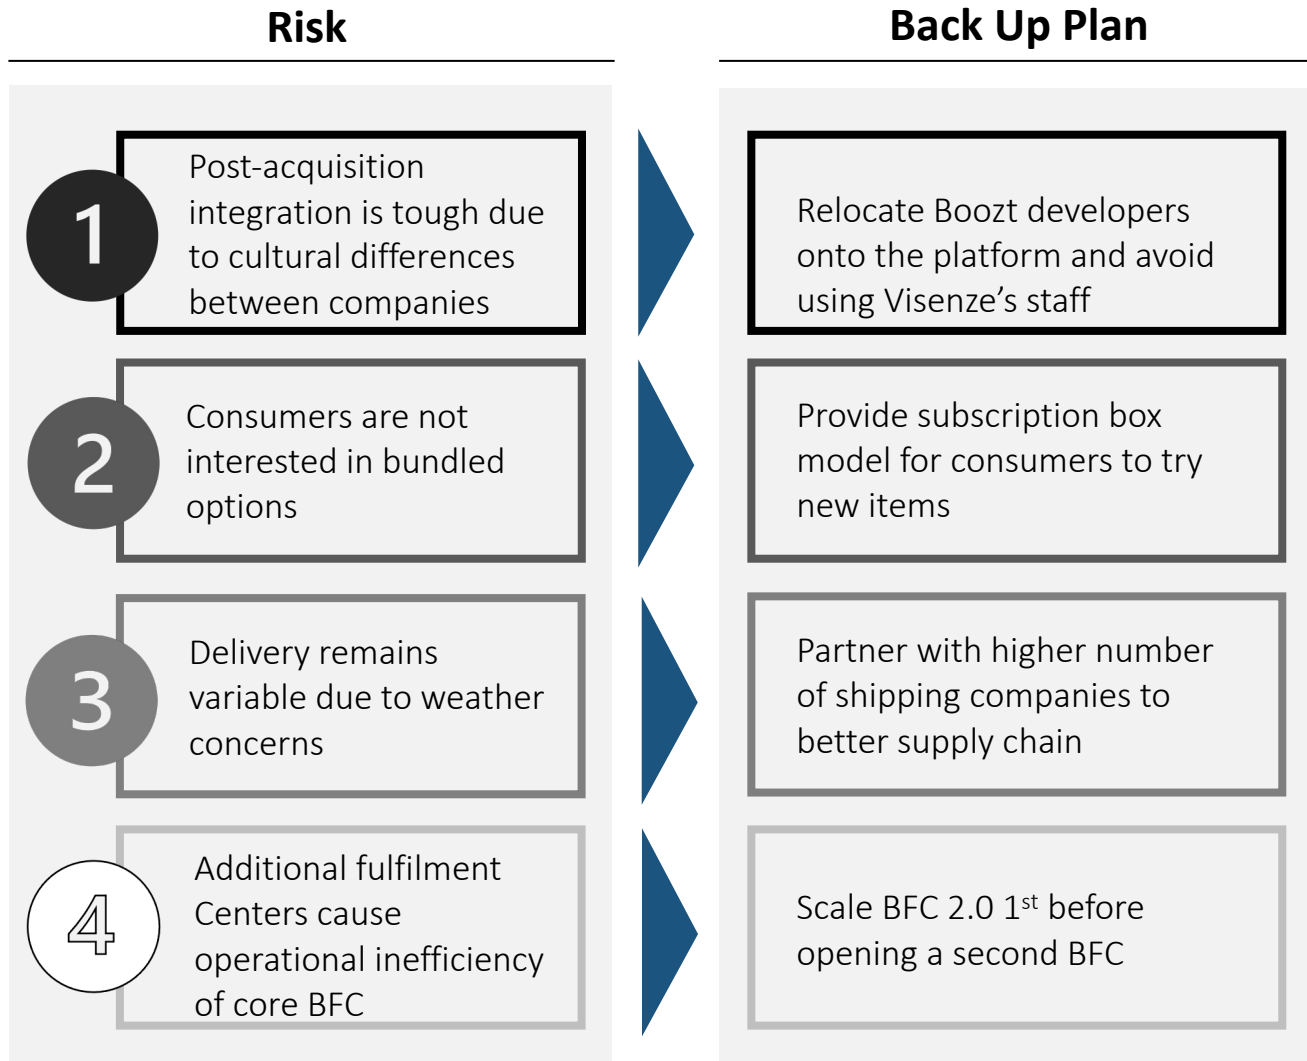 Risk
Back Up Plan
1
Post-acquisition
integration is tough due
to cultural differences
between companies
Relocate Boozt developers
onto the platform and avoid
using Visenze’s staff
2
Consumers are not
interested in bundled
options
Provide subscription box
model for consumers to try
new items
3
Delivery remains
variable due to weather
concerns
Partner with higher number
of shipping companies to
better supply chain
4
Additional fulfilment
Centers cause
operational inefficiency
of core BFC
Scale BFC 2.0 1st before
opening a second BFC